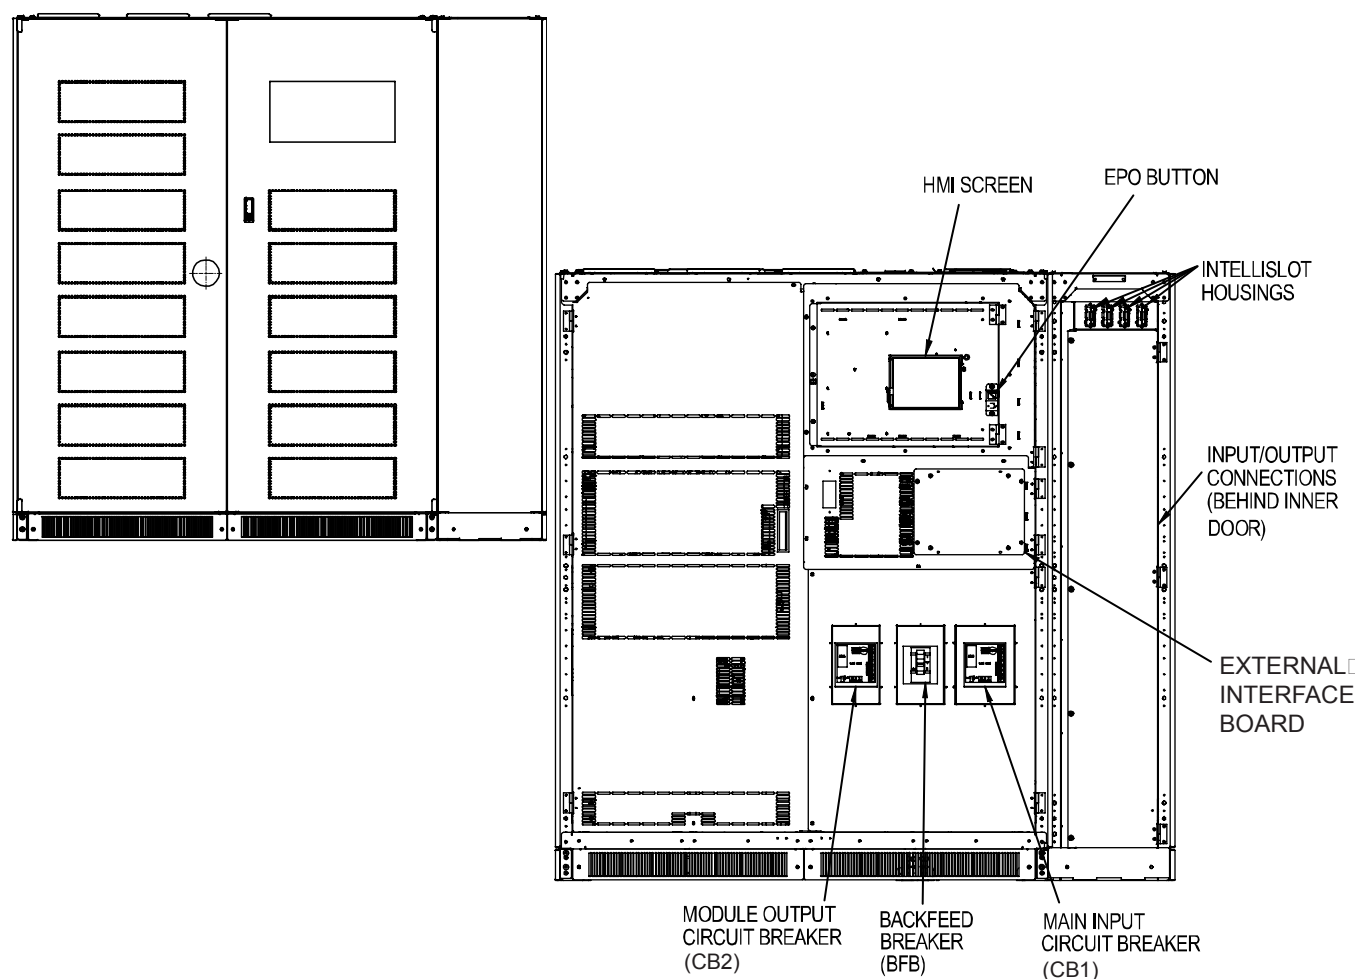 HMI SCREEN
EPO BUTTON
INTELLISLOT
HOUSINGS
INPUT/OUTPUT
CONNECTIONS
(BEHIND INNER
DOOR)
EXTERNAL
INTERFACE
BOARD
MODULE OUTPUT
CIRCUIT BREAKER
(CB2)
BACKFEED
BREAKER
(BFB)
MAIN INPUT
CIRCUIT BREAKER
(CB1)